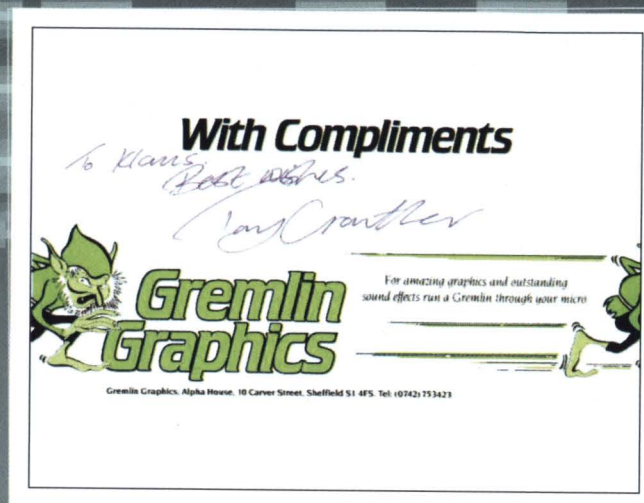 With Compliments
To Klaus.
Best wishes.
Tony Crowther
Gremlin
Graphics
For amazing graphics and outstanding
sound effects run a Gremlin through your micro
Gremlin Graphics, Alpha House, 10 Carver Street, Sheffield S1 4FS. Tel: (0742) 753423